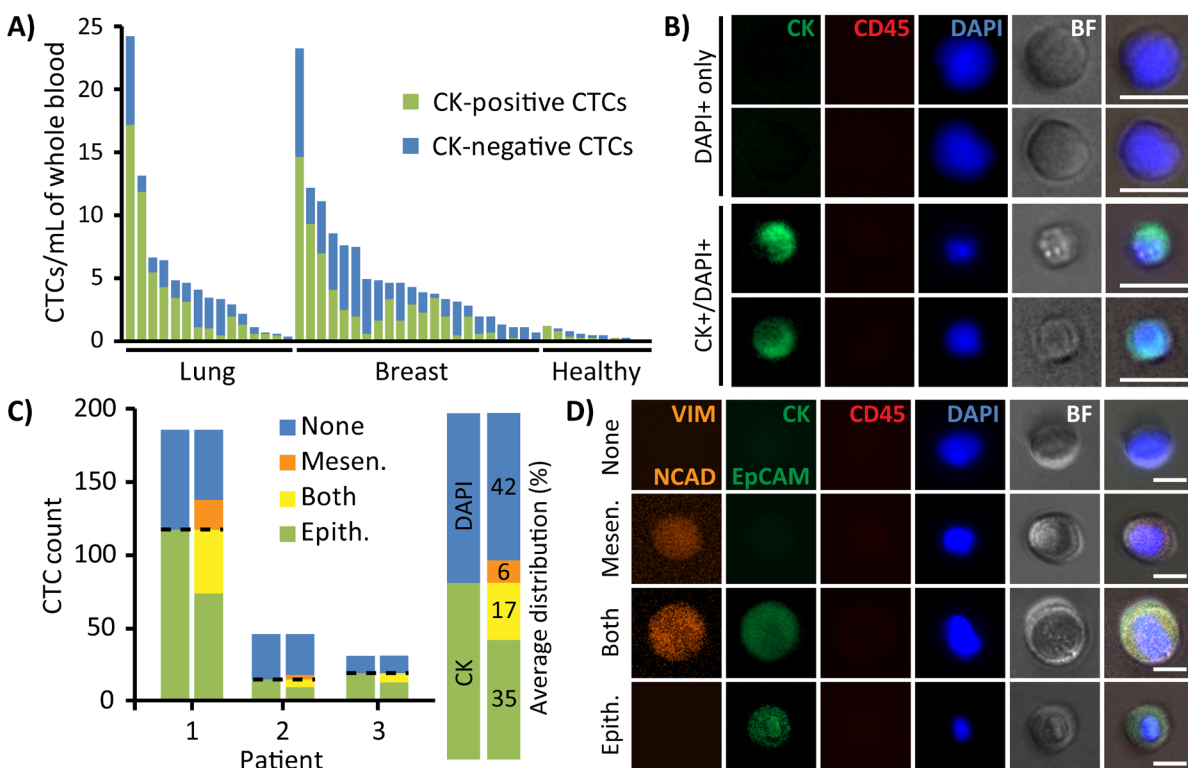 A)
25
20
15
10
5
0
CTCs/mLof whole blood
CK-positive CTCs
CK-negative CTCs
Lung
Breast
Healthy
B)
CK
CD45
DAPI
BF
DAPI+ only
CK+/DAPI+
C)
200
150
100
50
0
CTC count
None
Mesen.
Both
Epith.
1
2
3
Patient
DAPI
CK
42
6
17
35
Average distribution (%)
D)
VIM
CK
CD45
DAPI
BF
NCAD
EpCAM
None
Mesen.
Both
Epith.